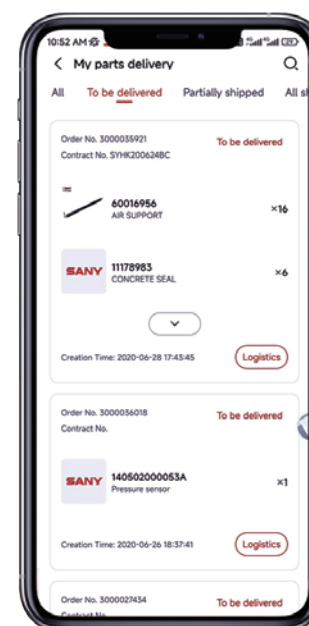 10:52 AM
My parts delivery
All To be delivered Partially shipped All
Order No. 3000035921 To be delivered
Contract No. SYHK200624BC
60016956
AIR SUPPORT ×16
SANY 11178983
CONCRETE SEAL ×6
Creation Time: 2020-06-28 17:43:45 Logistics
Order No. 3000036018 To be delivered
Contract No.
SANY 140502000053A
Pressure sensor ×1
Creation Time: 2020-06-26 18:37:41 Logistics
Order No. 3000027434 To be delivered
Contract No.